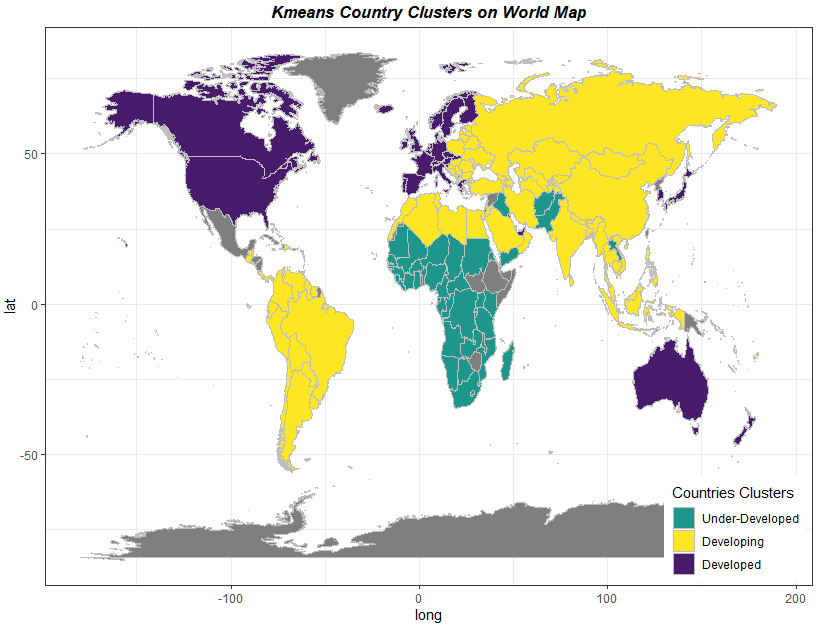 Kmeans Country Clusters on World Map
lat
50
0
-50
-100
0
100
200
long
Countries Clusters
Under-Developed
Developing
Developed